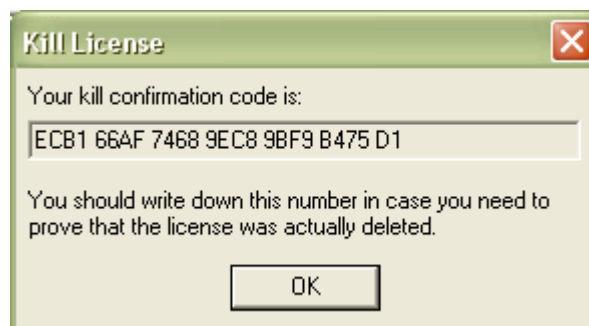 Kill License
Your kill confirmation code is:
ECB1 66AF 7468 9EC8 9BF9 B475 D1
You should write down this number in case you need to
prove that the license was actually deleted.
OK